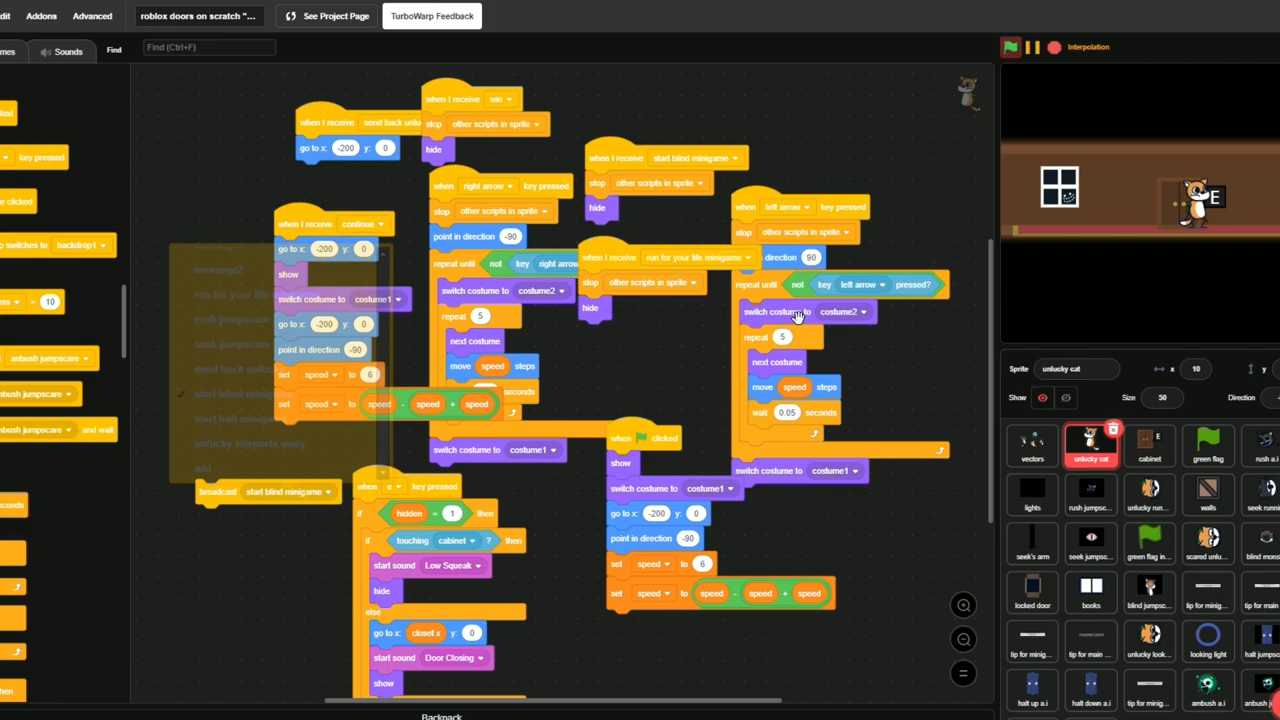 dit Addons Advanced roblox doors on scratch "... See Project Page TurboWarp Feedback
mes Sounds Find Find (Ctrl+F)
Interpolation
key pressed
e clicked
p switches to backdrop1
> 10
anbush jumpscare
nbush jumpscare
bush jumpscare and wait
econds
hen
when I receive send back unlu
go to x: -200 y: 0
when I receive win
stop other scripts in sprite
hide
when I receive start blind minigame
stop other scripts in sprite
hide
when right arrow key pressed
stop other scripts in sprite
point in direction -90
repeat until not key right arrow
switch costume to costume2
repeat 5
next costume
move speed steps
seconds
switch costume to costume1
when I receive run for your life minigame
stop other scripts in sprite
hide
when left arrow key pressed
stop other scripts in sprite
direction 90
repeat until not key left arrow pressed?
switch costume to costume2
repeat 5
next costume
move speed steps
wait 0.05 seconds
switch costume to costume1
when I receive continue
go to x: -200 y: 0
show
switch costume to costume1
go to x: -200 y: 0
point in direction -90
set speed to 6
set speed to speed - speed + speed
message2
run for your life
rush jumpscare
seek jumpscare
send back unlu
start blind minig
start halt minig
unlucky teleports away
win
broadcast start blind minigame
when e key pressed
if hidden = 1 then
if touching cabinet ? then
start sound Low Squeak
hide
else
go to x: closet x y: 0
start sound Door Closing
show
when clicked
show
switch costume to costume1
go to x: -200 y: 0
point in direction -90
set speed to 6
set speed to speed - speed + speed
E
Sprite unlucky cat x 10 y
Show Size 50 Direction
vectors unlucky cat cabinet green flag rush a.i
lights rush jumpsc... unlucky run... walls seek runni
seek's arm seek jumpsc... green flag in... scared unlu... blind mons
locked door books blind jumpsc... tip for minig... tip for main
tip for minig... tip for main ... unlucky look... looking light halt jumpsc
halt up a.i halt down a.i tip for minig... ambush a.i anbush ju
Backpack